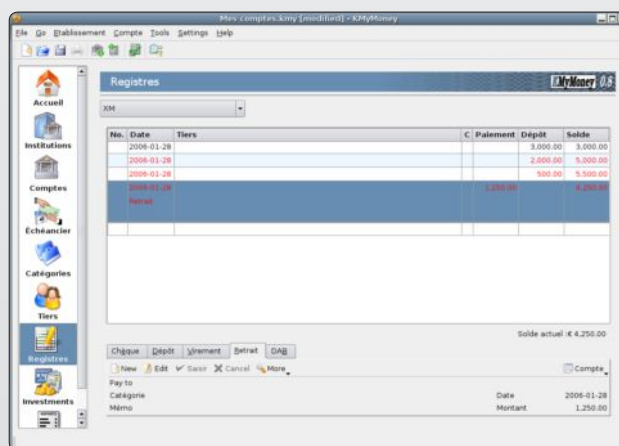 Mes comptes.kmy [modified] - KMyMoney
File Go Etablissement Compte Tools Settings Help
Registres KMyMoney 0.8
Accueil
Institutions
Comptes
Échéancier
Catégories
Tiers
Registres
Investments
XM
No. Date Tiers C Paiement Dépôt Solde
2006-01-28 3,000.00 3,000.00
2006-01-28 2,000.00 5,000.00
2006-01-28 500.00 5,500.00
2006-01-28 1,250.00 4,250.00
Retrait
Solde actuel :€ 4,250.00
Chèque Dépôt Virement Retrait DAB
New Edit Saisir Cancel More Compte
Pay to
Catégorie Date 2006-01-28
Mémo Montant 1,250.00